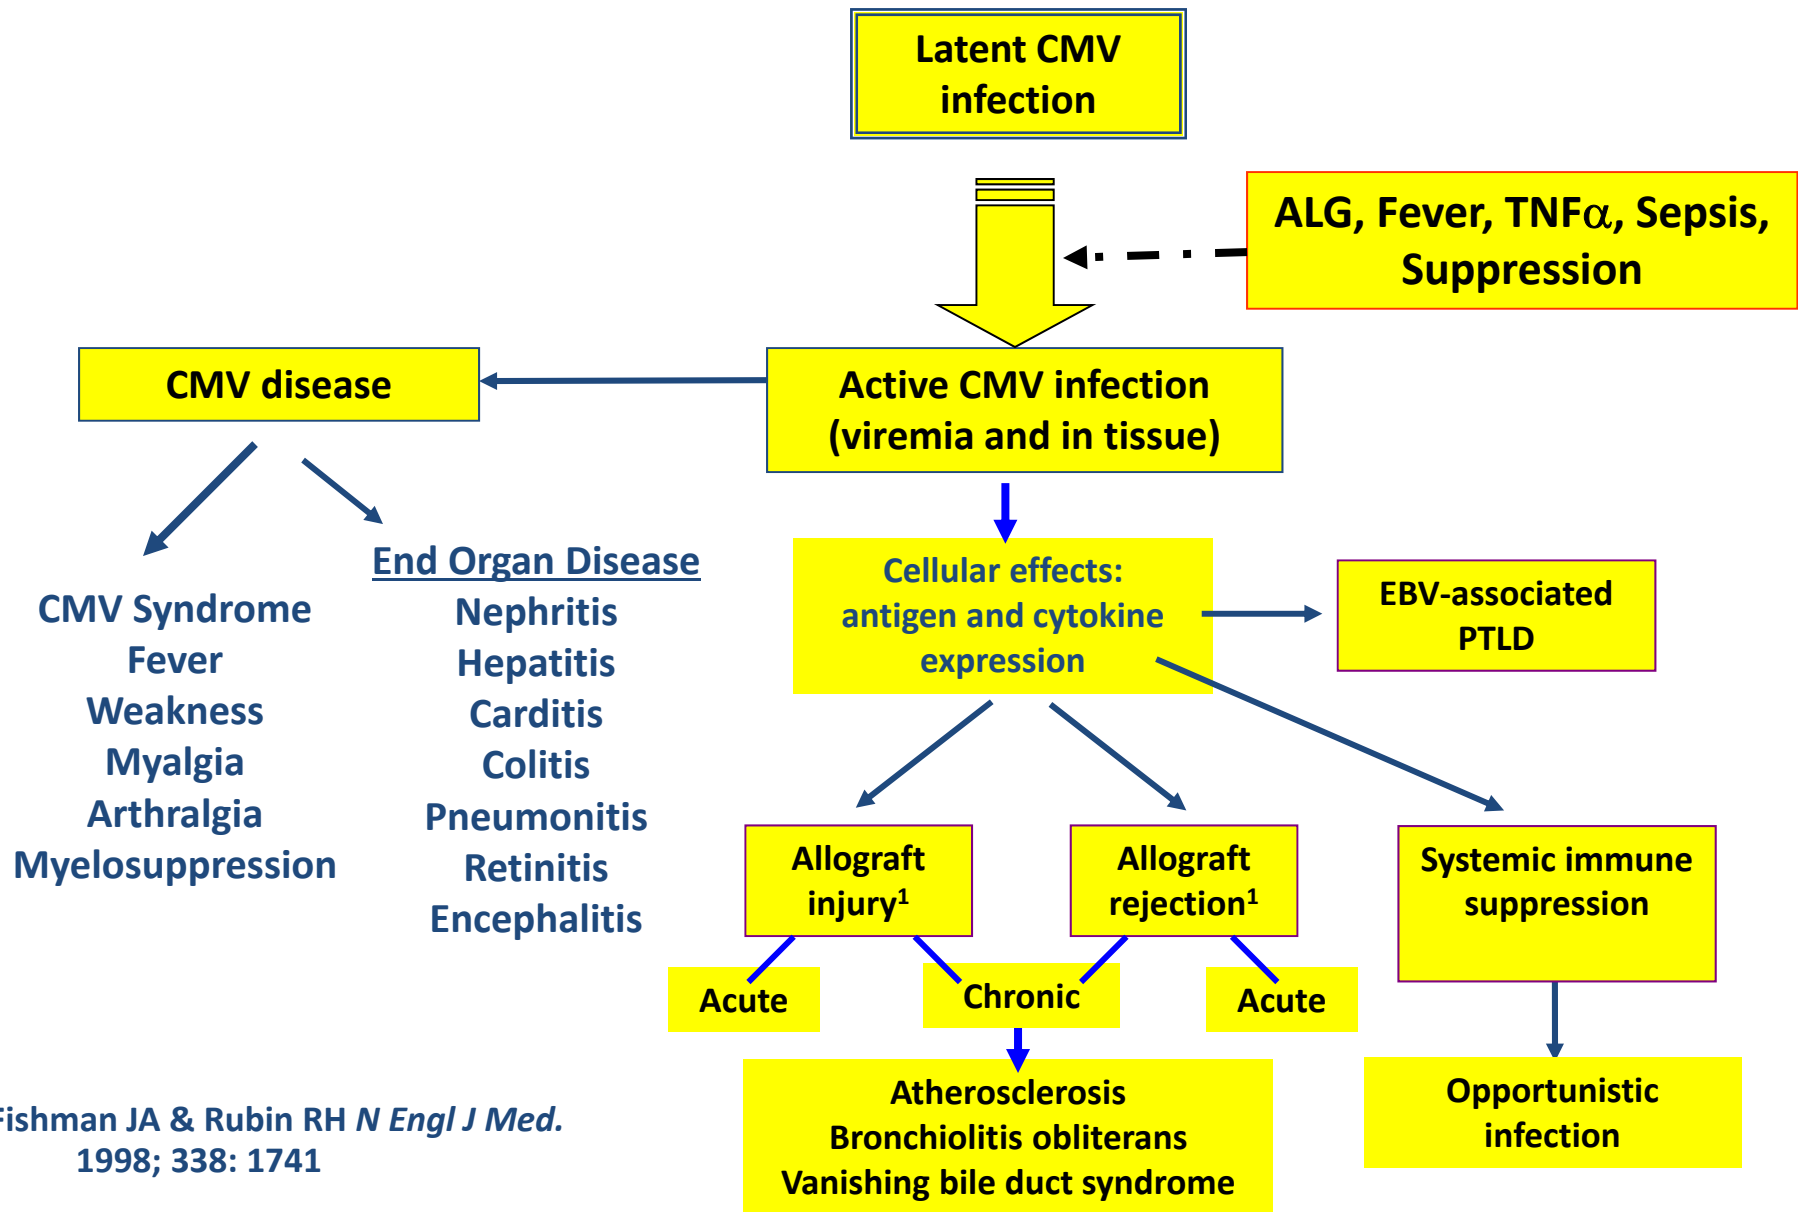 Latent CMV
infection
ALG, Fever, TNFα, Sepsis,
Suppression
CMV disease
Active CMV infection
(viremia and in tissue)
CMV Syndrome
Fever
Weakness
Myalgia
Arthralgia
Myelosuppression
End Organ Disease
Nephritis
Hepatitis
Carditis
Colitis
Pneumonitis
Retinitis
Encephalitis
Cellular effects:
antigen and cytokine
expression
EBV-associated
PTLD
Allograft
injury¹
Allograft
rejection¹
Systemic immune
suppression
Acute
Chronic
Acute
Atherosclerosis
Bronchiolitis obliterans
Vanishing bile duct syndrome
Opportunistic
infection
Fishman JA & Rubin RH N Engl J Med.
1998; 338: 1741